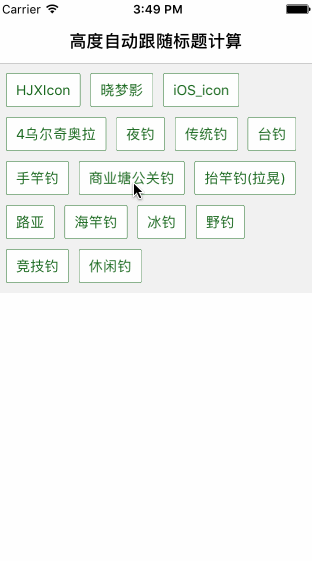 Carrier 3:49 PM
高度自动跟随标题计算
HJXIcon 晓梦影 iOS_icon
4乌尔奇奥拉 夜钓 传统钓 台钓
手竿钓 商业塘公关钓 抬竿钓(拉晃)
路亚 海竿钓 冰钓 野钓
竞技钓 休闲钓